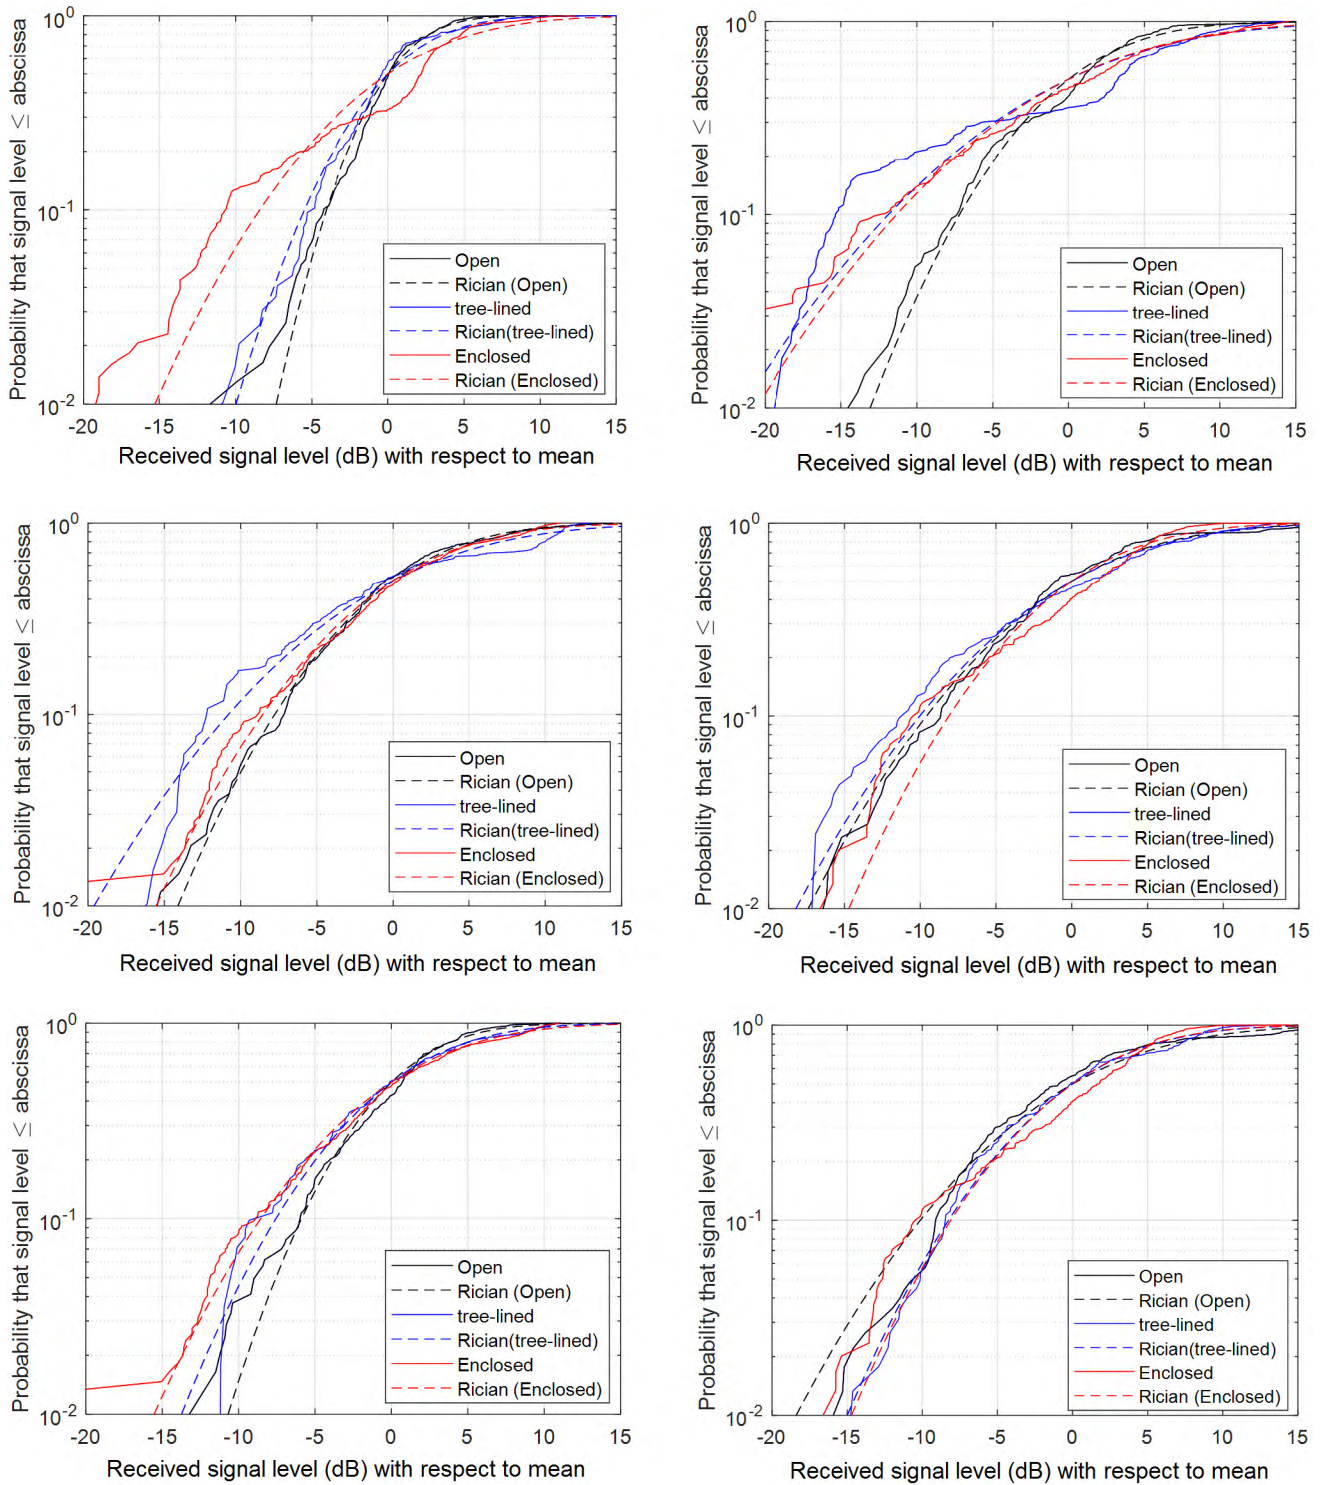 Probability that signal level ≤ abscissa
10^0
10^-1
10^-2
-20 -15 -10 -5 0 5 10 15
Received signal level (dB) with respect to mean
Open
Rician (Open)
tree-lined
Rician(tree-lined)
Enclosed
Rician (Enclosed)
Probability that signal level ≤ abscissa
10^0
10^-1
10^-2
-20 -15 -10 -5 0 5 10 15
Received signal level (dB) with respect to mean
Open
Rician (Open)
tree-lined
Rician(tree-lined)
Enclosed
Rician (Enclosed)
Probability that signal level ≤ abscissa
10^0
10^-1
10^-2
-20 -15 -10 -5 0 5 10 15
Received signal level (dB) with respect to mean
Open
Rician (Open)
tree-lined
Rician(tree-lined)
Enclosed
Rician (Enclosed)
Probability that signal level ≤ abscissa
10^0
10^-1
10^-2
-20 -15 -10 -5 0 5 10 15
Received signal level (dB) with respect to mean
Open
Rician (Open)
tree-lined
Rician(tree-lined)
Enclosed
Rician (Enclosed)
Probability that signal level ≤ abscissa
10^0
10^-1
10^-2
-20 -15 -10 -5 0 5 10 15
Received signal level (dB) with respect to mean
Open
Rician (Open)
tree-lined
Rician(tree-lined)
Enclosed
Rician (Enclosed)
Probability that signal level ≤ abscissa
10^0
10^-1
10^-2
-20 -15 -10 -5 0 5 10 15
Received signal level (dB) with respect to mean
Open
Rician (Open)
tree-lined
Rician(tree-lined)
Enclosed
Rician (Enclosed)